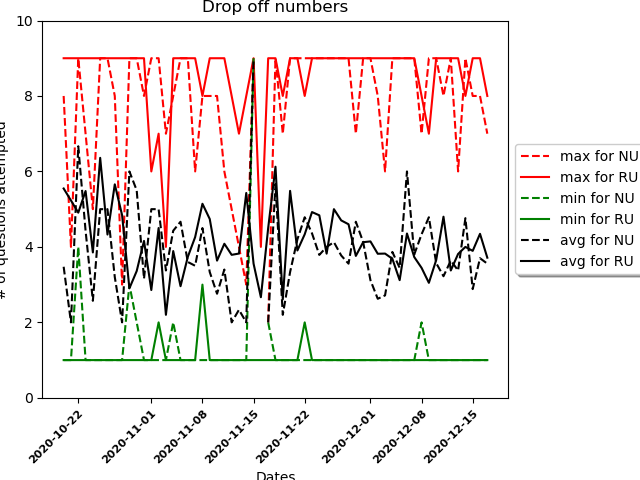 Drop off numbers
# of questions attempted
10
8
6
4
2
0
2020-10-22
2020-11-01
2020-11-08
2020-11-15
2020-11-22
2020-12-01
2020-12-08
2020-12-15
Dates
max for NU
max for RU
min for NU
min for RU
avg for NU
avg for RU